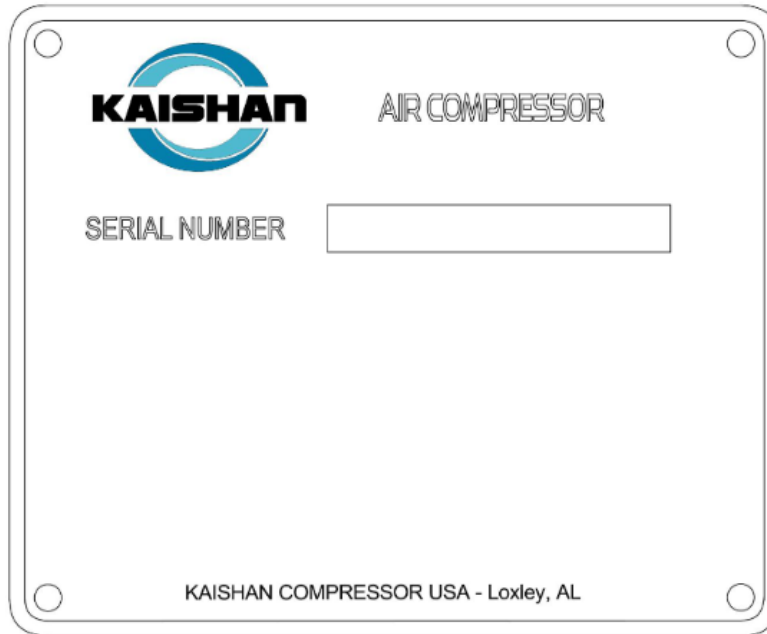 KAISHAN
AIR COMPRESSOR
SERIAL NUMBER
KAISHAN COMPRESSOR USA - Loxley, AL